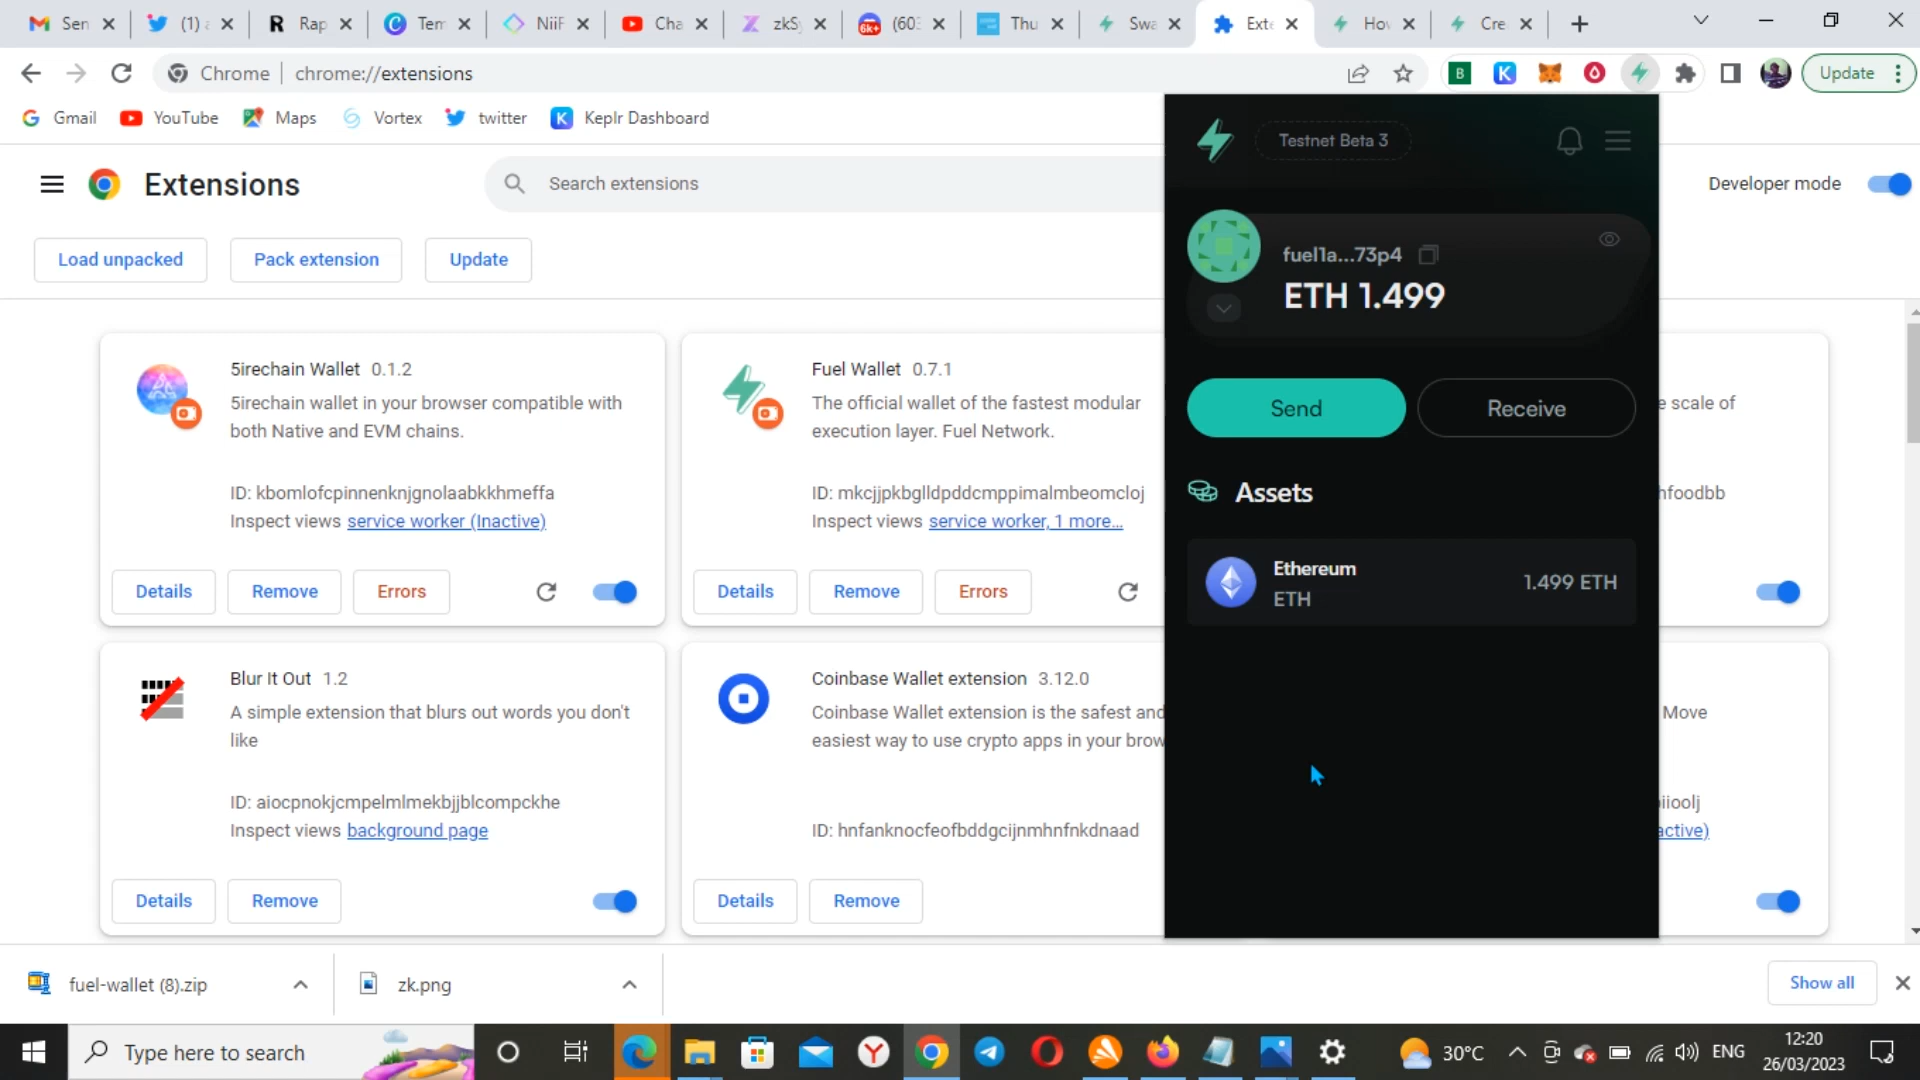 Sen
(1) a
Rap
Tem
NiiF
Cha
zkSy
(603
Thu
Swa
Exte
How
Cre
Chrome
chrome://extensions
Update
Gmail
YouTube
Maps
Vortex
twitter
Keplr Dashboard
Extensions
Search extensions
Developer mode
Load unpacked
Pack extension
Update
5irechain Wallet 0.1.2
5irechain wallet in your browser compatible with
both Native and EVM chains.
ID: kbomlofcpinnenknjgnolaabkkhmeffa
Inspect views service worker (Inactive)
Details
Remove
Errors
Fuel Wallet 0.7.1
The official wallet of the fastest modular
execution layer. Fuel Network.
ID: mkcjjpkbglldpddcmppimalmbeomcloj
Inspect views service worker, 1 more...
Details
Remove
Errors
e scale of
nfoodbb
Blur It Out 1.2
A simple extension that blurs out words you don't
like
ID: aiocpnokjcmpelmlmekbjjblcompckhe
Inspect views background page
Details
Remove
Coinbase Wallet extension 3.12.0
Coinbase Wallet extension is the safest and
easiest way to use crypto apps in your brow
ID: hnfanknocfeofbddgcijnmhnfnkdnaad
Details
Remove
Move
iioolj
active)
Testnet Beta 3
fuel1a...73p4
ETH 1.499
Send
Receive
Assets
Ethereum
ETH
1.499 ETH
fuel-wallet (8).zip
zk.png
Show all
Type here to search
30°C
ENG
12:20
26/03/2023